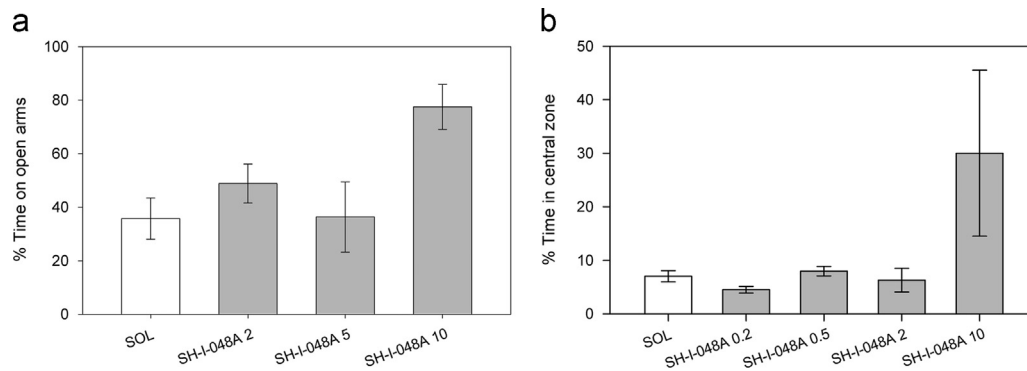 a
% Time on open arms
100
80
60
40
20
0
SOL
SH-I-048A 2
SH-I-048A 5
SH-I-048A 10
b
% Time in central zone
50
40
30
20
10
0
SOL
SH-I-048A 0.2
SH-I-048A 0.5
SH-I-048A 2
SH-I-048A 10